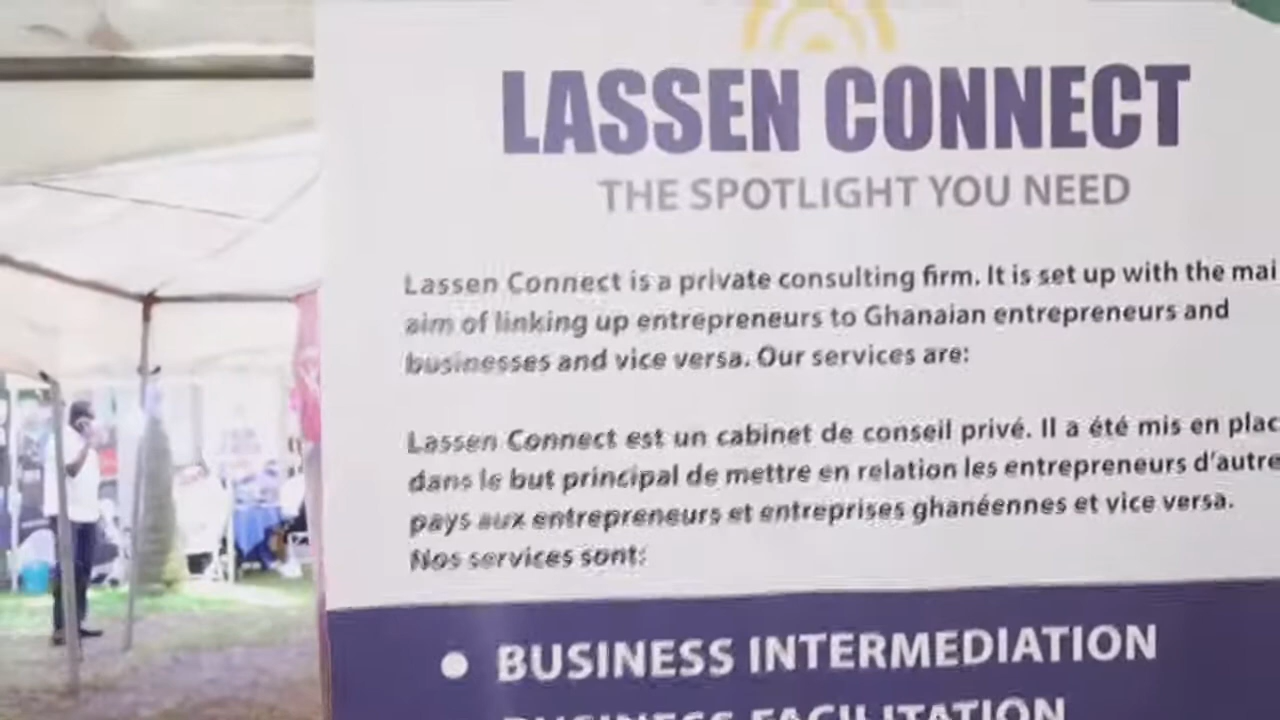 LASSEN CONNECT
THE SPOTLIGHT YOU NEED
Lassen Connect is a private consulting firm. It is set up with the mai
aim of linking up entrepreneurs to Ghanaian entrepreneurs and
businesses and vice versa. Our services are:
Lassen Connect est un cabinet de conseil privé. Il a été mis en plac
dans le but principal de mettre en relation les entrepreneurs d'autre
pays aux entrepreneurs et entreprises ghanéennes et vice versa.
Nos services sont:
• BUSINESS INTERMEDIATION
BUSINESS FACILITATION